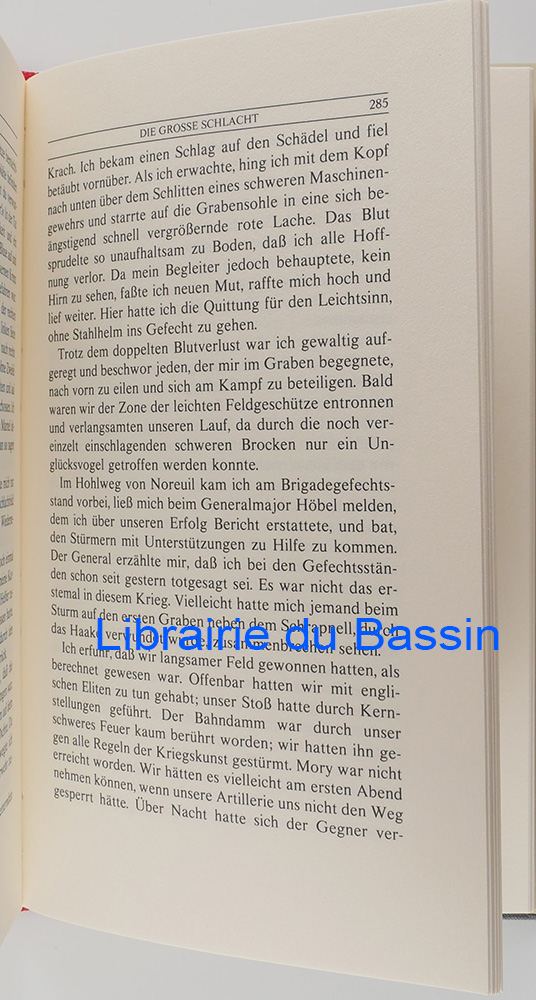 DIE GROSSE SCHLACHT 285
Krach. Ich bekam einen Schlag auf den Schädel und fiel
betäubt vornüber. Als ich erwachte, hing ich mit dem Kopf
nach unten über dem Schlitten eines schweren Maschinen-
gewehrs und starrte auf die Grabensohle in eine sich be-
ängstigend schnell vergrößernde rote Lache. Das Blut
sprudelte so unaufhaltsam zu Boden, daß ich alle Hoff-
nung verlor. Da mein Begleiter jedoch behauptete, kein
Hirn zu sehen, faßte ich neuen Mut, raffte mich hoch und
lief weiter. Hier hatte ich die Quittung für den Leichtsinn,
ohne Stahlhelm ins Gefecht zu gehen.
Trotz dem doppelten Blutverlust war ich gewaltig auf-
geregt und beschwor jeden, der mir im Graben begegnete,
nach vorn zu eilen und sich am Kampf zu beteiligen. Bald
waren wir der Zone der leichten Feldgeschütze entronnen
und verlangsamten unseren Lauf, da durch die noch ver-
einzelt einschlagenden schweren Brocken nur ein Un-
glücksvogel getroffen werden konnte.
Im Hohlweg von Noreuil kam ich am Brigadegefechts-
stand vorbei, ließ mich beim Generalmajor Höbel melden,
dem ich über unseren Erfolg Bericht erstattete, und bat,
den Stürmern mit Unterstützungen zu Hilfe zu kommen.
Der General erzählte mir, daß ich bei den Gefechtsstän-
den schon seit gestern totgesagt sei. Es war nicht das er-
stemal in diesem Krieg. Vielleicht hatte mich jemand beim
Sturm auf den ersten Graben neben dem Schrapnell, durch
das Haake verwundet wurde, zusammenbrechen sehen.
Librairie du Bassin
Ich erfuhr, daß wir langsamer Feld gewonnen hatten, als
berechnet gewesen war. Offenbar hatten wir mit engli-
schen Eliten zu tun gehabt; unser Stoß hatte durch Kern-
stellungen geführt. Der Bahndamm war durch unser
schweres Feuer kaum berührt worden; wir hatten ihn ge-
gen alle Regeln der Kriegskunst gestürmt. Mory war nicht
erreicht worden. Wir hätten es vielleicht am ersten Abend
nehmen können, wenn unsere Artillerie uns nicht den Weg
gesperrt hätte. Über Nacht hatte sich der Gegner ver-